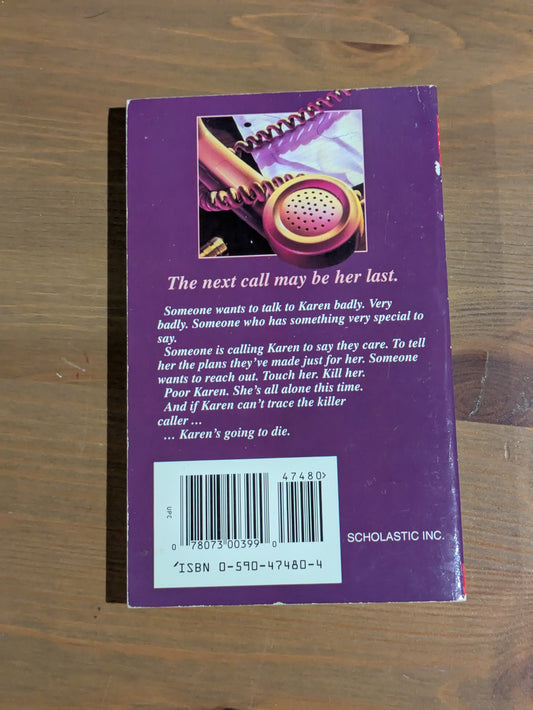 The next call may be her last.
Someone wants to talk to Karen badly. Very
badly. Someone who has something very special to
say.
Someone is calling Karen to say they care. To tell
her the plans they've made just for her. Someone
wants to reach out. Touch her. Kill her.
Poor Karen. She's all alone this time.
And if Karen can't trace the killer
caller ...
... Karen's going to die.
47480>
UPC
0 78073 00399 0
ISBN 0-590-47480-4
SCHOLASTIC INC.